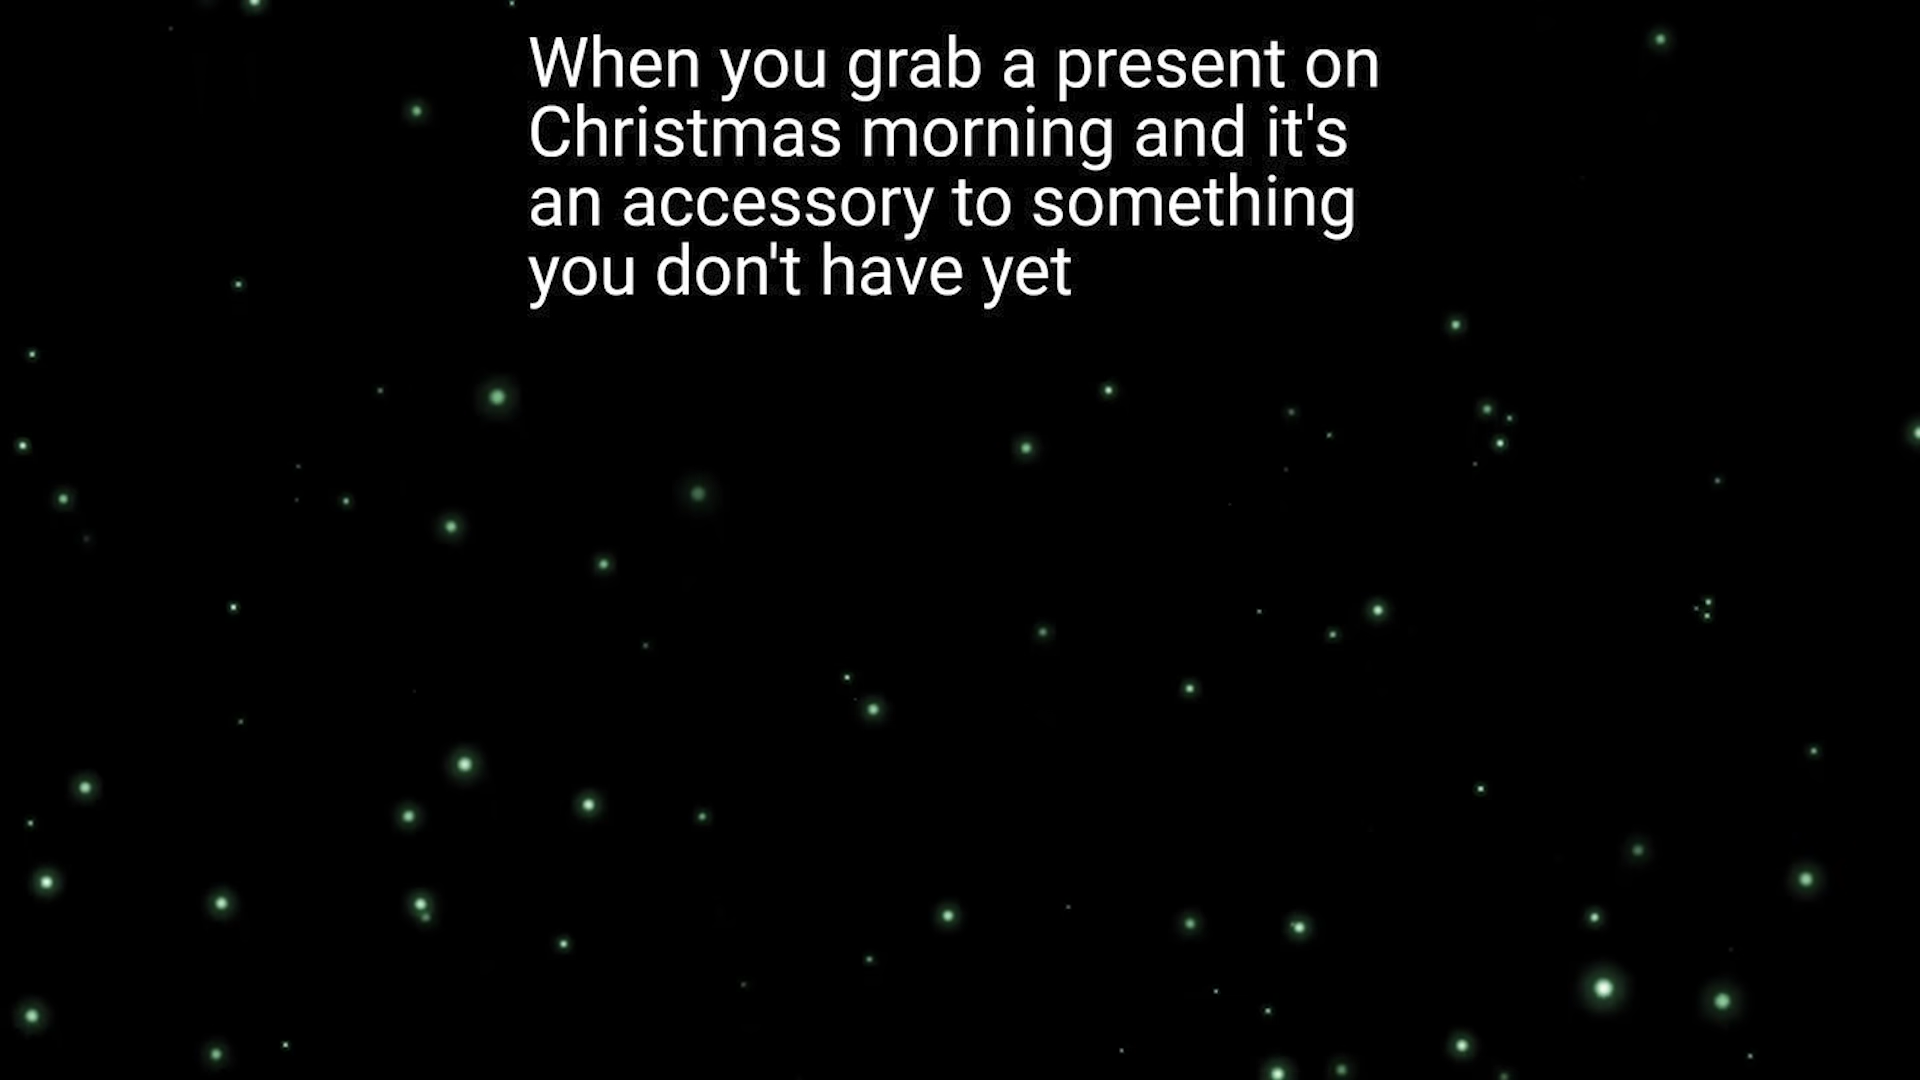 When you grab a present on
Christmas morning and it's
an accessory to something
you don't have yet